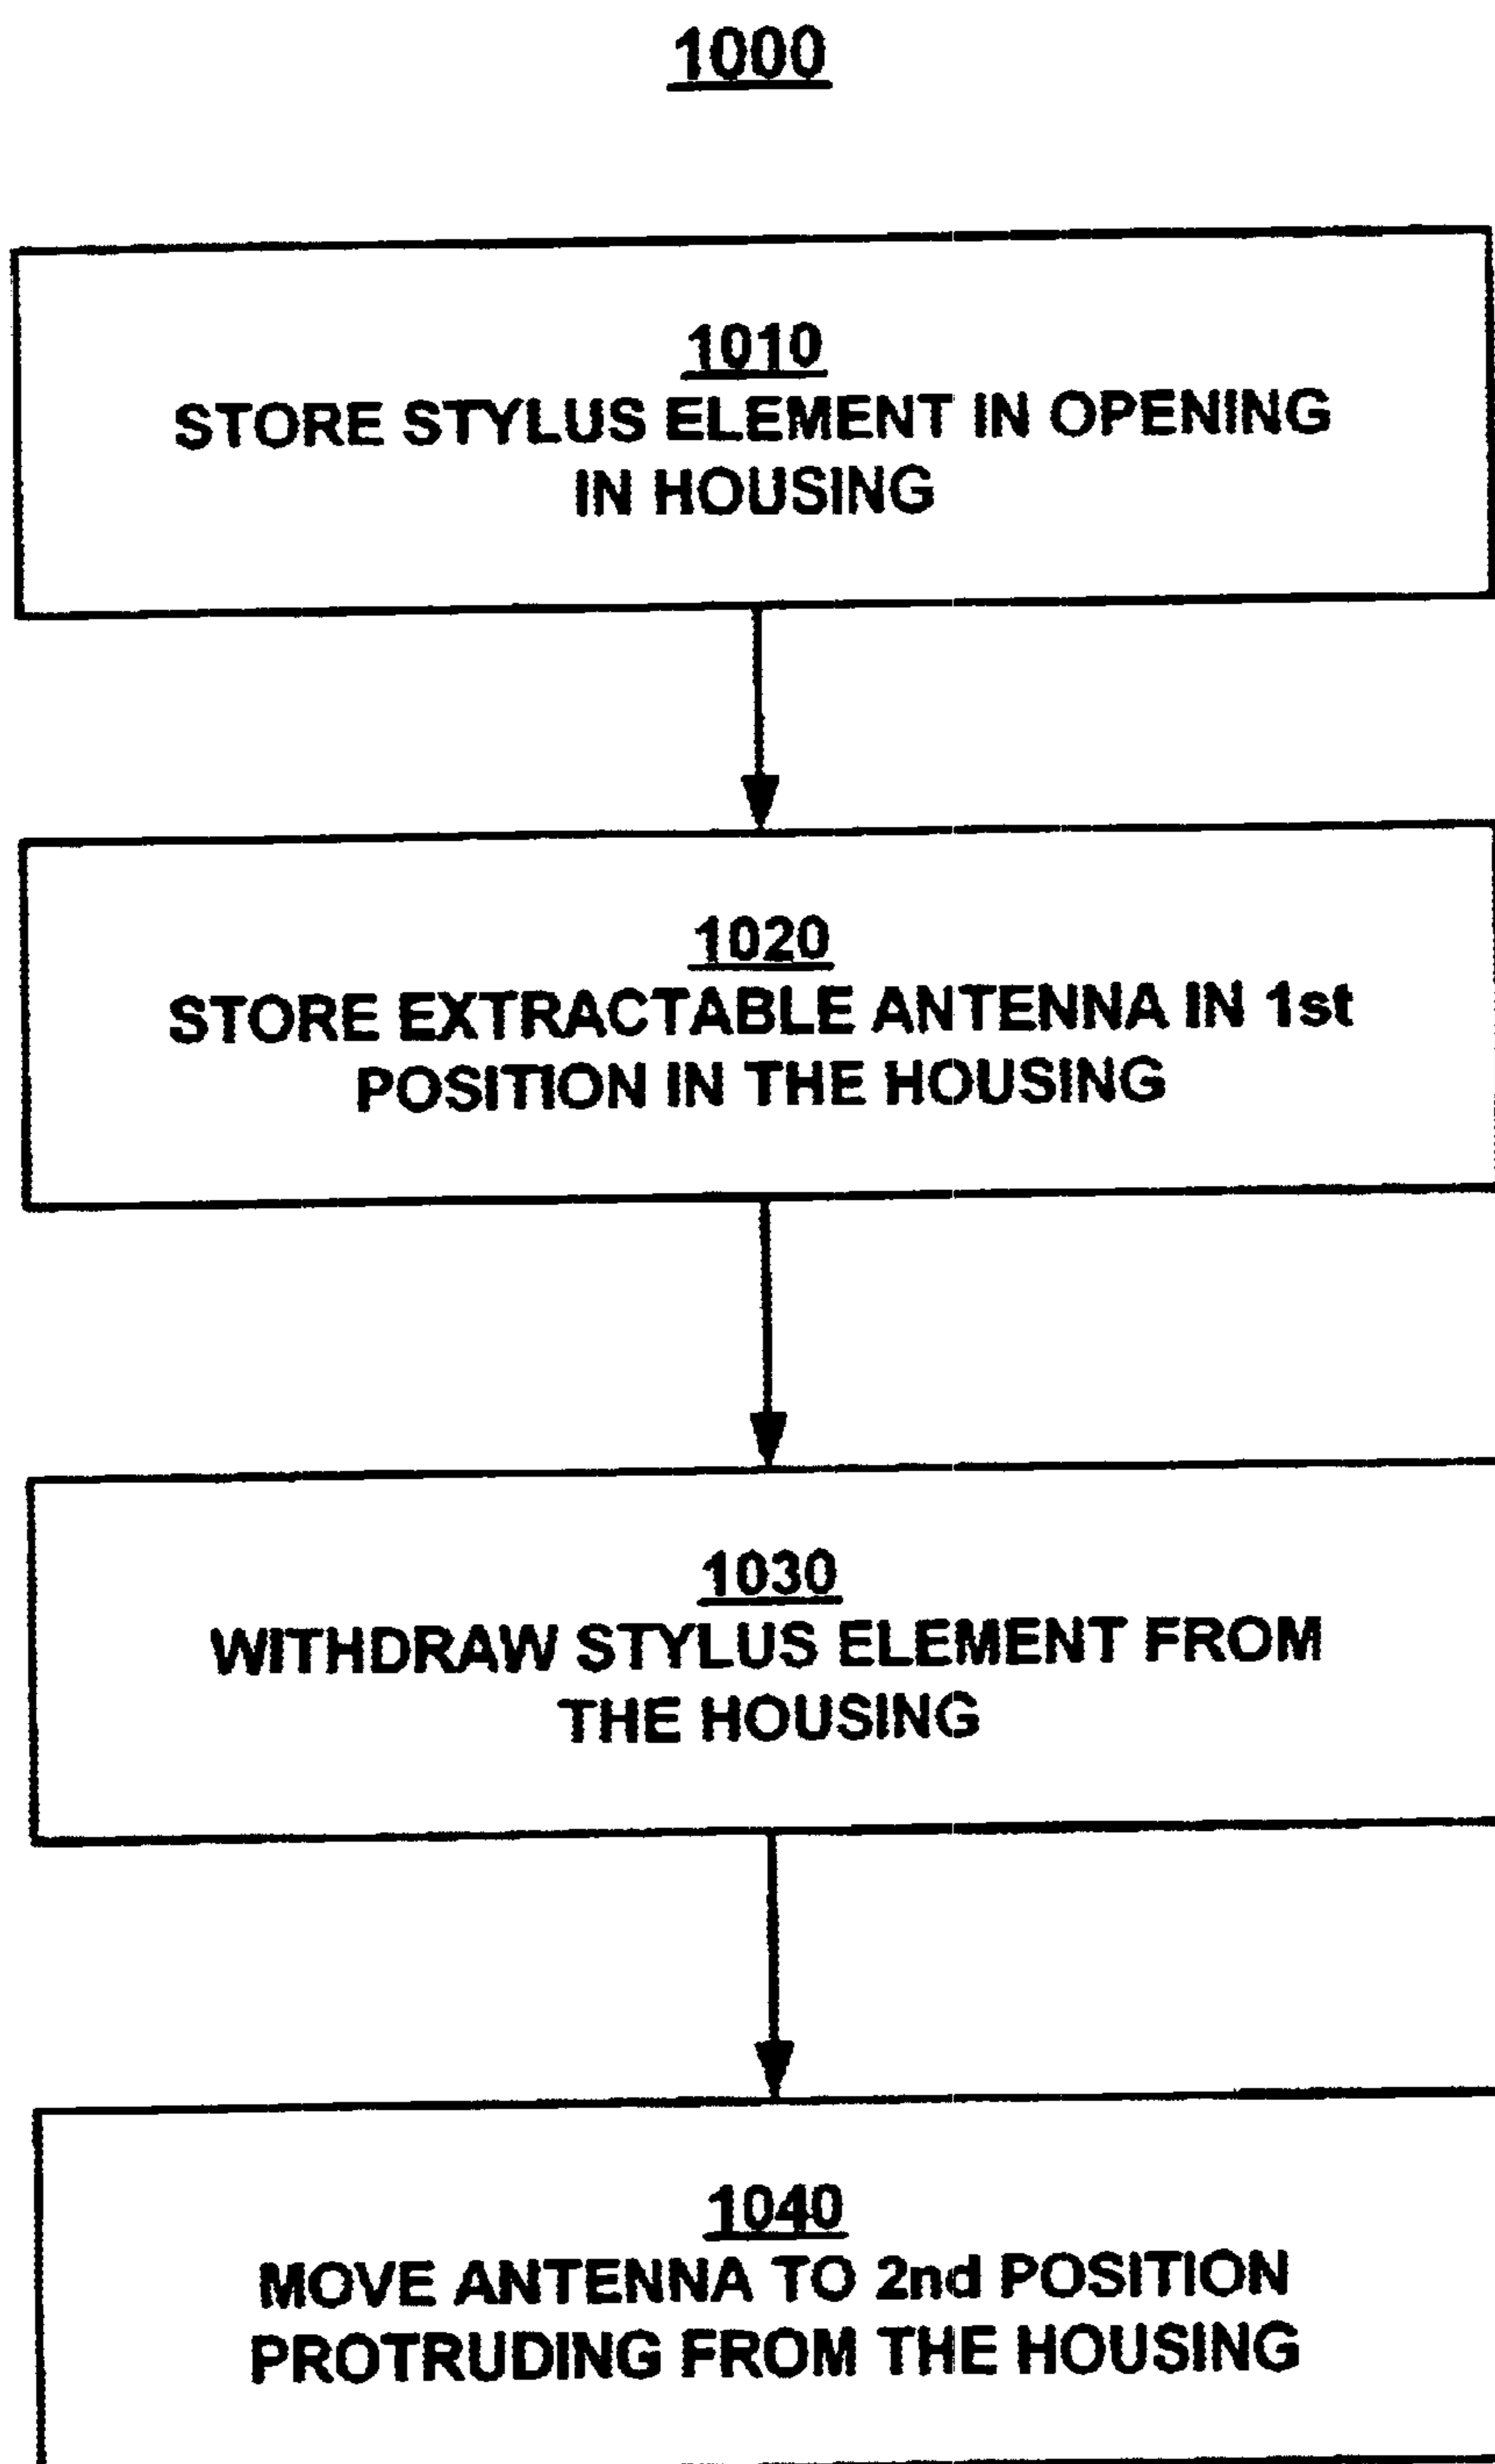 1000
1010
STORE STYLUS ELEMENT IN OPENING
IN HOUSING
1020
STORE EXTRACTABLE ANTENNA IN 1st
POSITION IN THE HOUSING
1030
WITHDRAW STYLUS ELEMENT FROM
THE HOUSING
1040
MOVE ANTENNA TO 2nd POSITION
PROTRUDING FROM THE HOUSING